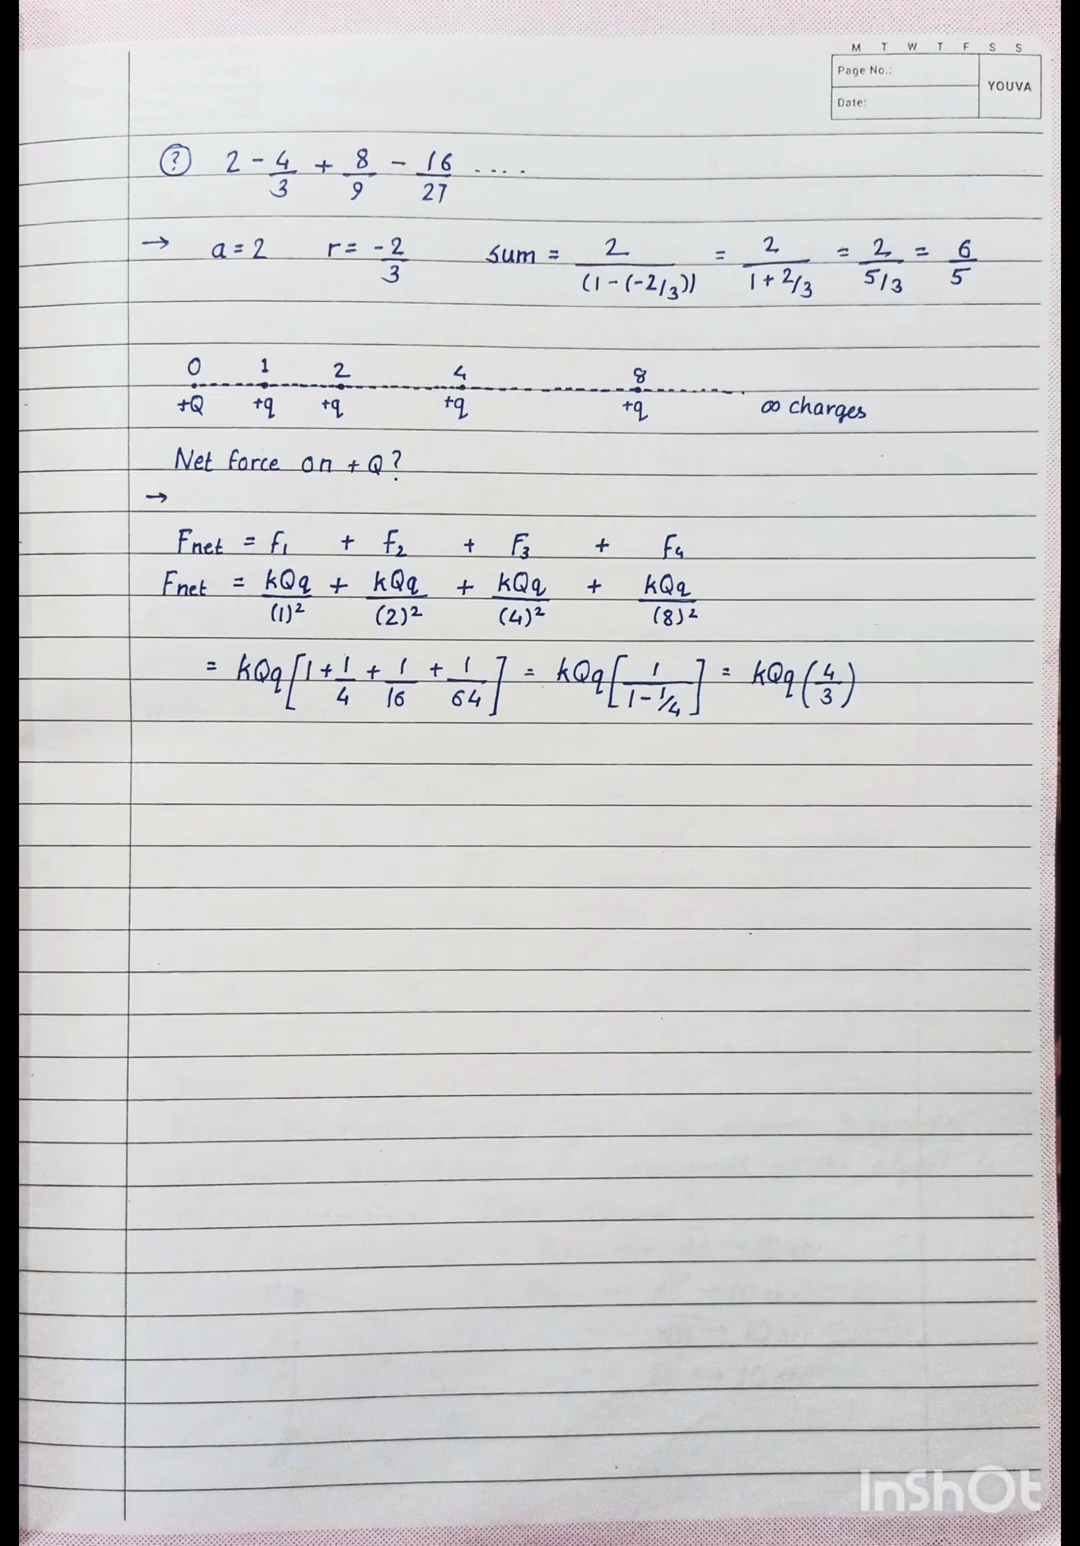 M T W T F S S
Page No.:
YOUVA
Date:
? 2 - 4/3 + 8/9 - 16/27 ....
→ a = 2 r = -2/3 sum = 2/(1-(-2/3)) = 2/(1+2/3) = 2/(5/3) = 6/5
0 1 2 4 8
+Q +q +q +q +q ∞ charges
Net force on + Q?
→
Fnet = f₁ + f₂ + F₃ + F₄
Fnet = kQq/(1)² + kQq/(2)² + kQq/(4)² + kQq/(8)²
= kQq[1 + 1/4 + 1/16 + 1/64] = kQq[1/(1-1/4)] = kQq(4/3)
InShOt